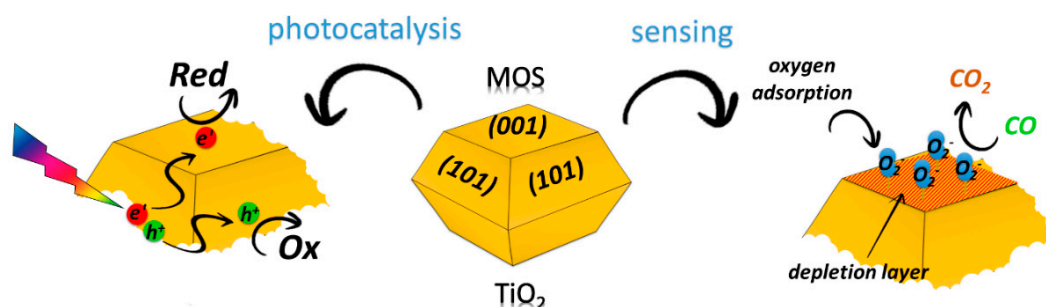 photocatalysis
sensing
Red
e'
e'
h⁺
h⁺
Ox
MOS
(001)
(101)
(101)
TiO₂
oxygen
adsorption
CO₂
CO
O₂⁻
O₂⁻
O₂⁻
O₂⁻
depletion layer